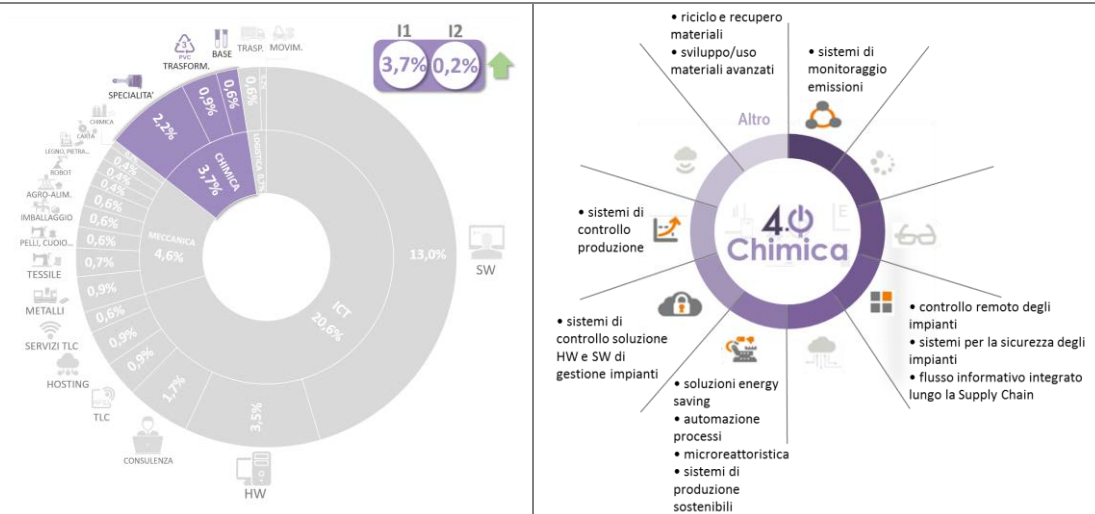 I1 I2
3,7% 0,2%
3
PVC
TRASFORM.
BASE
TRASP.
MOVIM.
SPECIALITA'
CHIMICA
CARTA
LEGNO, PIETRA...
ROBOT
AGRO-ALIM.
IMBALLAGGIO
PELLI, CUOIO...
TESSILE
METALLI
SERVIZI TLC
HOSTING
TLC
CONSULENZA
HW
SW
2,2%
0,9%
0,6%
0,6%
CHIMICA
3,7%
LOGISTICA 0,7%
0,4%
0,4%
0,4%
0,6%
0,6%
0,6%
0,7%
0,9%
0,6%
0,9%
0,9%
1,7%
3,5%
13,0%
MECCANICA
4,6%
ICT
20,6%
• riciclo e recupero
materiali
• sviluppo/uso
materiali avanzati
• sistemi di
monitoraggio
emissioni
Altro
• sistemi di
controllo
produzione
4.0
Chimica
E
• sistemi di
controllo soluzione
HW e SW di
gestione impianti
• controllo remoto degli
impianti
• sistemi per la sicurezza degli
impianti
• flusso informativo integrato
lungo la Supply Chain
• soluzioni energy
saving
• automazione
processi
• microreattoristica
• sistemi di
produzione
sostenibili